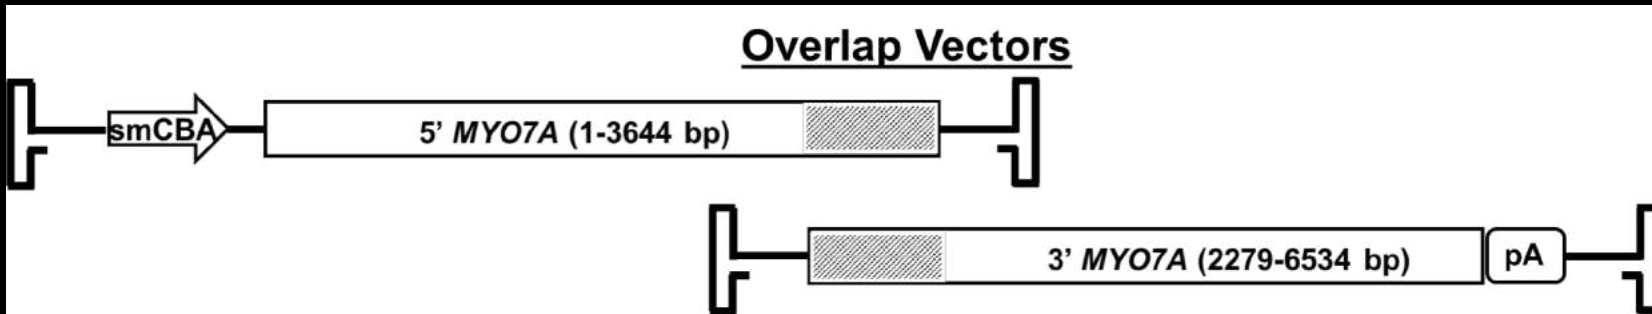 Overlap Vectors
smCBA
5’ MYO7A (1-3644 bp)
3’ MYO7A (2279-6534 bp)
pA